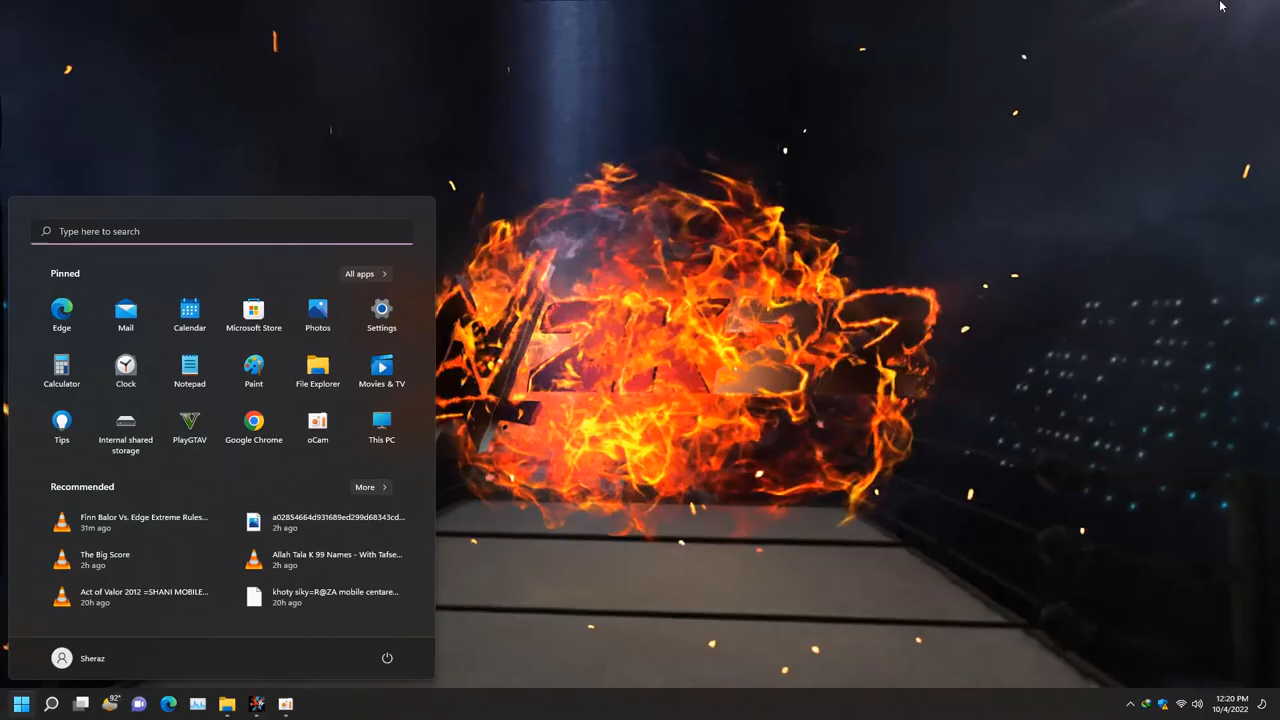 Type here to search
Pinned
All apps
Edge
Mail
Calendar
Microsoft Store
Photos
Settings
Calculator
Clock
Notepad
Paint
File Explorer
Movies & TV
Tips
Internal shared
storage
PlayGTAV
Google Chrome
oCam
This PC
Recommended
More
Finn Balor Vs. Edge Extreme Rules...
31m ago
a02854664d931689ed299d68343cd...
2h ago
The Big Score
2h ago
Allah Tala K 99 Names - With Tafse...
2h ago
Act of Valor 2012 =SHANI MOBILE...
20h ago
khoty siky=R@ZA mobile centare...
20h ago
Sheraz
92°
12:20 PM
10/4/2022